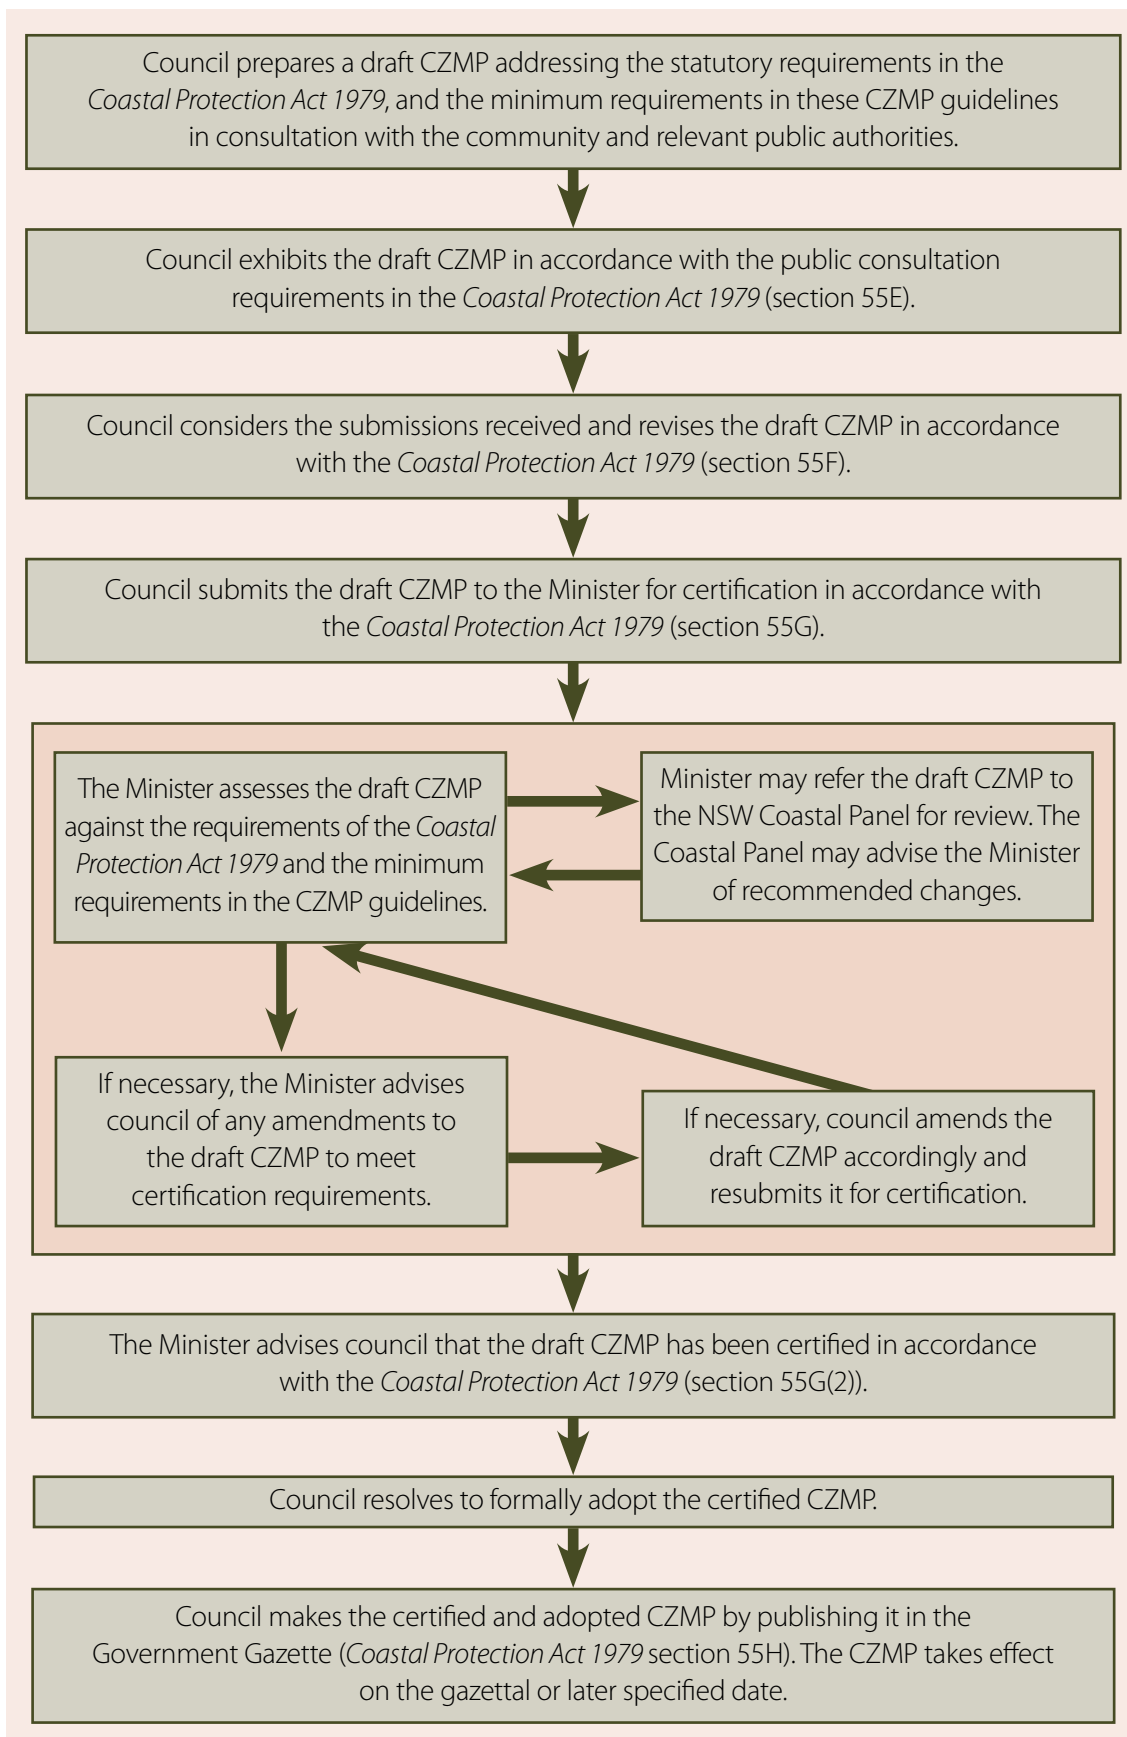 Council prepares a draft CZMP addressing the statutory requirements in the
Coastal Protection Act 1979, and the minimum requirements in these CZMP guidelines
in consultation with the community and relevant public authorities.
Council exhibits the draft CZMP in accordance with the public consultation
requirements in the Coastal Protection Act 1979 (section 55E).
Council considers the submissions received and revises the draft CZMP in accordance
with the Coastal Protection Act 1979 (section 55F).
Council submits the draft CZMP to the Minister for certification in accordance with
the Coastal Protection Act 1979 (section 55G).
The Minister assesses the draft CZMP
against the requirements of the Coastal
Protection Act 1979 and the minimum
requirements in the CZMP guidelines.
Minister may refer the draft CZMP to
the NSW Coastal Panel for review. The
Coastal Panel may advise the Minister
of recommended changes.
If necessary, the Minister advises
council of any amendments to
the draft CZMP to meet
certification requirements.
If necessary, council amends the
draft CZMP accordingly and
resubmits it for certification.
The Minister advises council that the draft CZMP has been certified in accordance
with the Coastal Protection Act 1979 (section 55G(2)).
Council resolves to formally adopt the certified CZMP.
Council makes the certified and adopted CZMP by publishing it in the
Government Gazette (Coastal Protection Act 1979 section 55H). The CZMP takes effect
on the gazettal or later specified date.